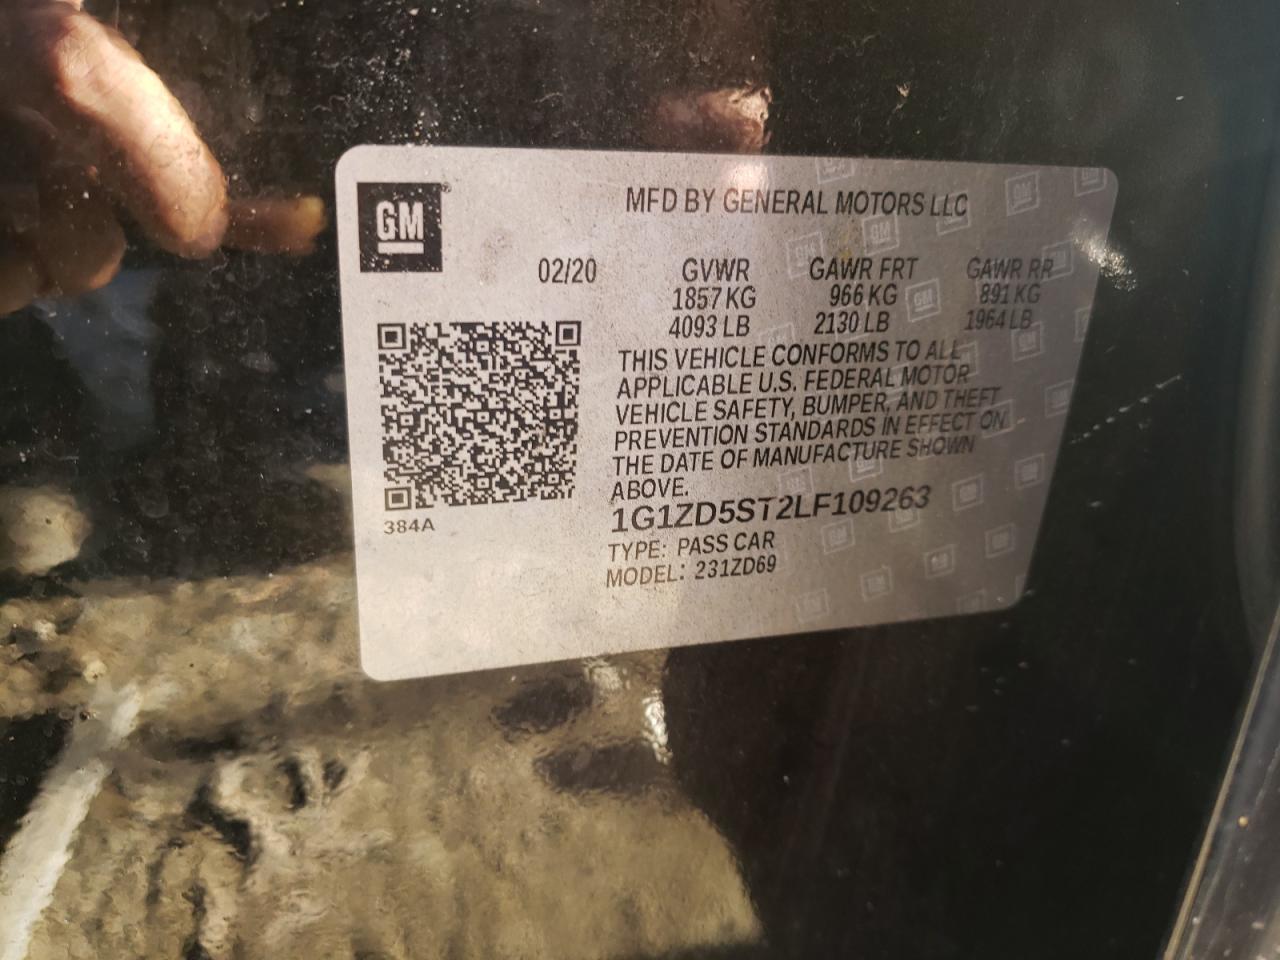 GM
MFD BY GENERAL MOTORS LLC
02/20 GVWR GAWR FRT GAWR RR
1857 KG 966 KG 891 KG
4093 LB 2130 LB 1964 LB
THIS VEHICLE CONFORMS TO ALL
APPLICABLE U.S. FEDERAL MOTOR
VEHICLE SAFETY, BUMPER, AND THEFT
PREVENTION STANDARDS IN EFFECT ON
THE DATE OF MANUFACTURE SHOWN
ABOVE.
1G1ZD5ST2LF109263
TYPE: PASS CAR
MODEL: 231ZD69
384A